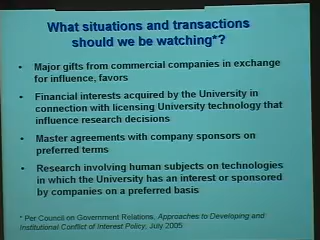 What situations and transactions
should we be watching*?
• Major gifts from commercial companies in exchange
for influence, favors
• Financial interests acquired by the University in
connection with licensing University technology that
influence research decisions
• Master agreements with company sponsors on
preferred terms
• Research involving human subjects on technologies
in which the University has an interest or sponsored
by companies on a preferred basis
* Per Council on Government Relations, Approaches to Developing and
Institutional Conflict of Interest Policy, July 2005